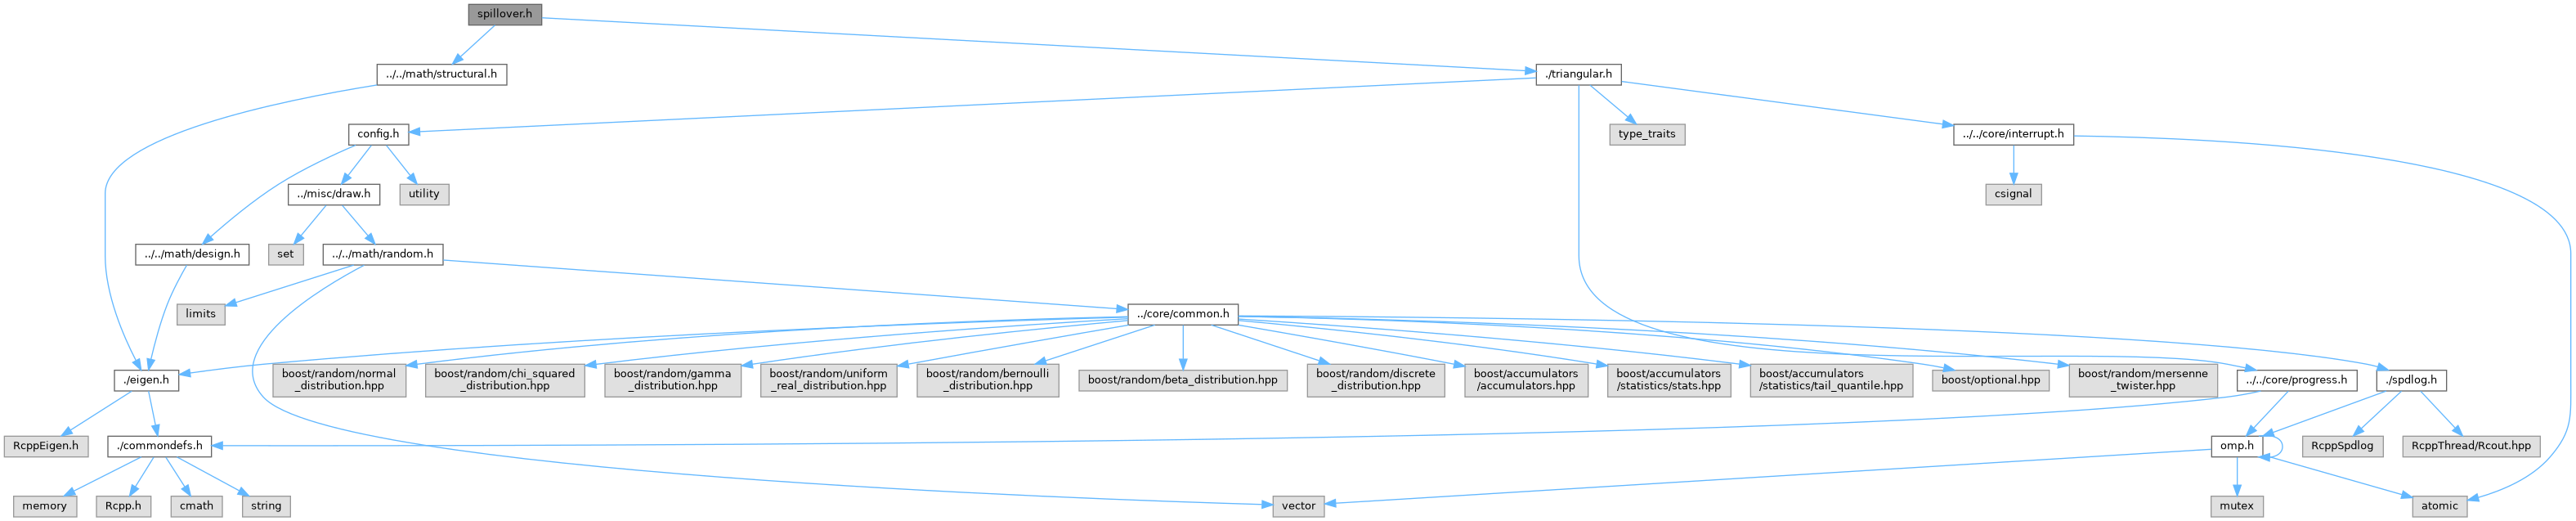 spillover.h
../../math/structural.h
./triangular.h
config.h
type_traits
../../core/interrupt.h
../misc/draw.h
utility
csignal
../../math/design.h
set
../../math/random.h
limits
../core/common.h
./eigen.h
boost/random/normal
_distribution.hpp
boost/random/chi_squared
_distribution.hpp
boost/random/gamma
_distribution.hpp
boost/random/uniform
_real_distribution.hpp
boost/random/bernoulli
_distribution.hpp
boost/random/beta_distribution.hpp
boost/random/discrete
_distribution.hpp
boost/accumulators
/accumulators.hpp
boost/accumulators
/statistics/stats.hpp
boost/accumulators
/statistics/tail_quantile.hpp
boost/optional.hpp
boost/random/mersenne
_twister.hpp
../../core/progress.h
./spdlog.h
RcppEigen.h
./commondefs.h
omp.h
RcppSpdlog
RcppThread/Rcout.hpp
memory
Rcpp.h
cmath
string
vector
mutex
atomic